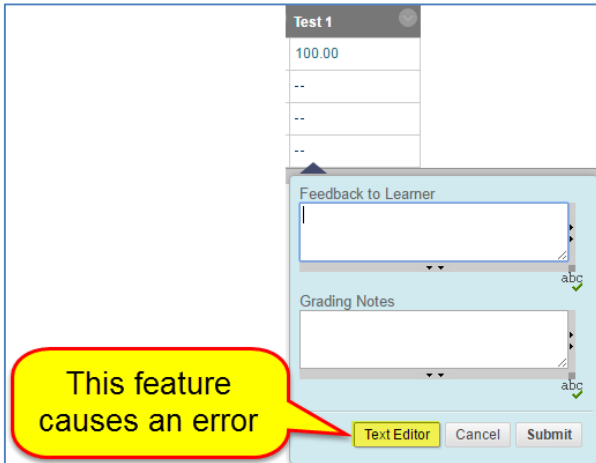 Test 1
100.00
--
--
--
Feedback to Learner
abc
Grading Notes
abc
This feature
causes an error
Text Editor Cancel Submit